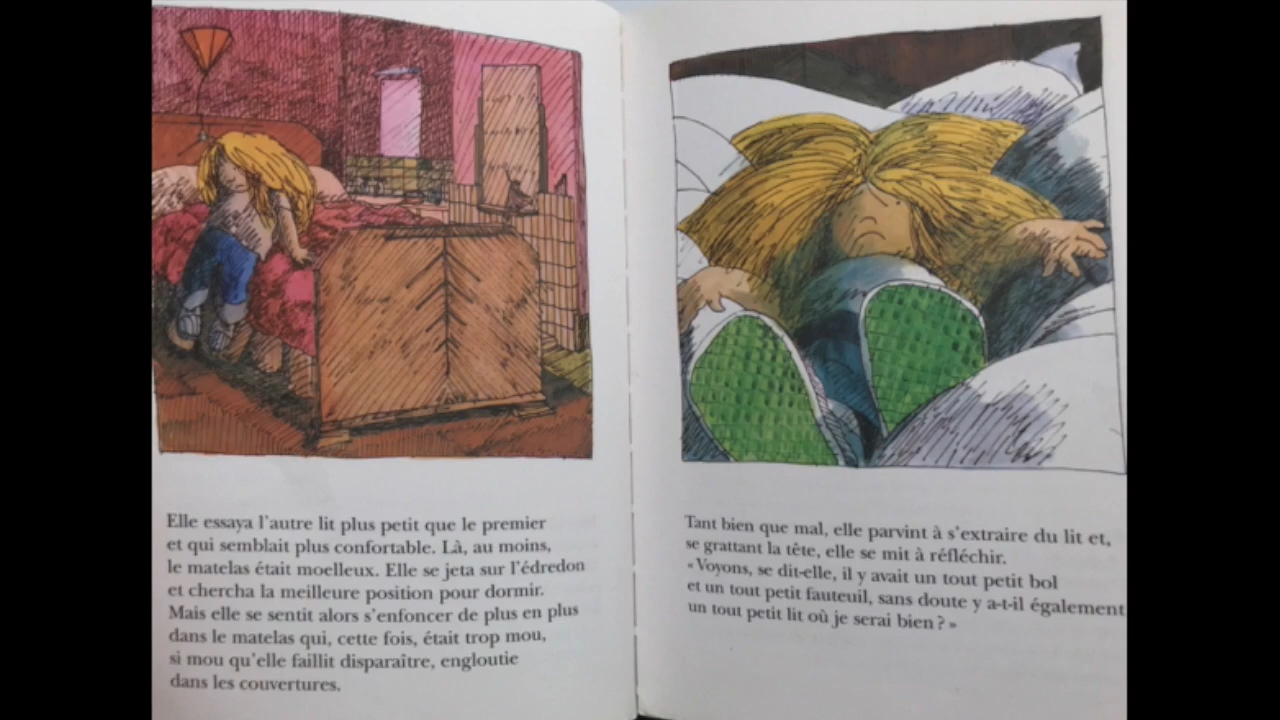 Elle essaya l'autre lit plus petit que le premier
et qui semblait plus confortable. Là, au moins,
le matelas était moelleux. Elle se jeta sur l'édredon
et chercha la meilleure position pour dormir.
Mais elle se sentit alors s'enfoncer de plus en plus
dans le matelas qui, cette fois, était trop mou,
si mou qu'elle faillit disparaître, engloutie
dans les couvertures.
Tant bien que mal, elle parvint à s'extraire du lit et,
se grattant la tête, elle se mit à réfléchir.
« Voyons, se dit-elle, il y avait un tout petit bol
et un tout petit fauteuil, sans doute y a-t-il également
un tout petit lit où je serai bien ? »